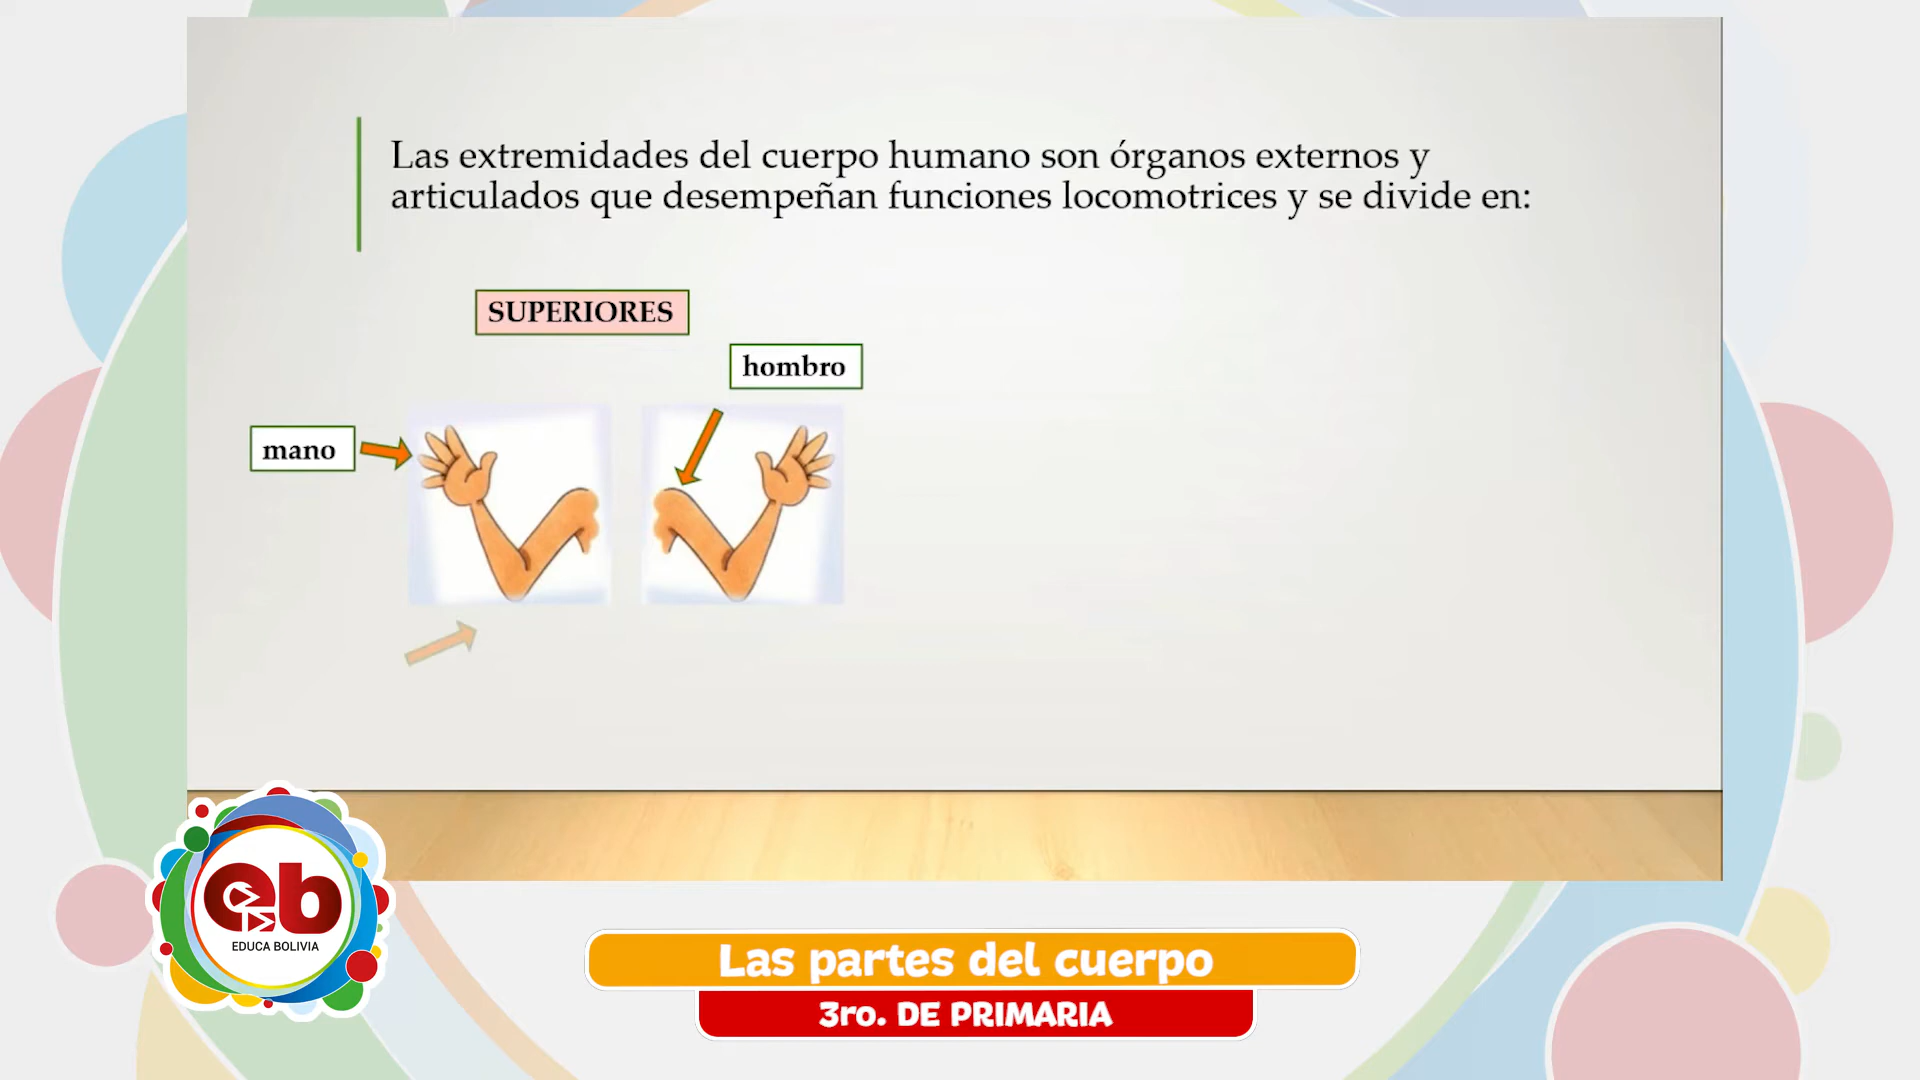 Las extremidades del cuerpo humano son órganos externos y
articulados que desempeñan funciones locomotrices y se divide en:
SUPERIORES
hombro
mano
eb
EDUCA BOLIVIA
Las partes del cuerpo
3ro. DE PRIMARIA